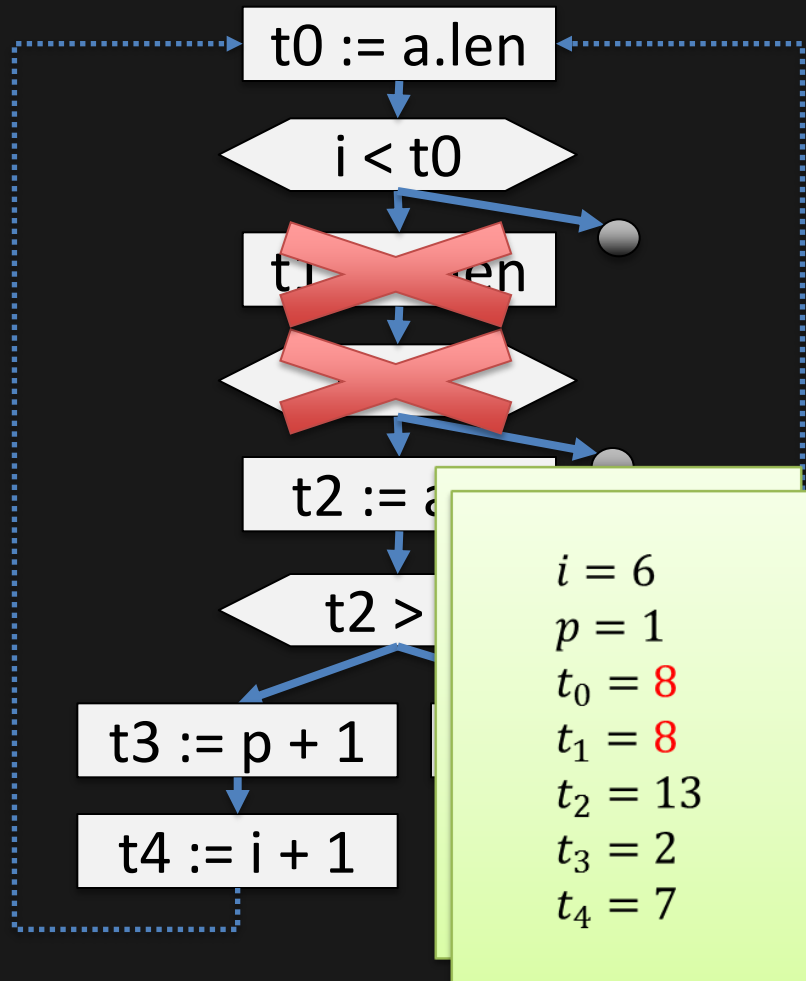 t0 := a.len
i < t0
t2 :=
t2 >
t3 := p + 1
t4 := i + 1
i = 6
p = 1
t₀ = 8
t₁ = 8
t₂ = 13
t₃ = 2
t₄ = 7